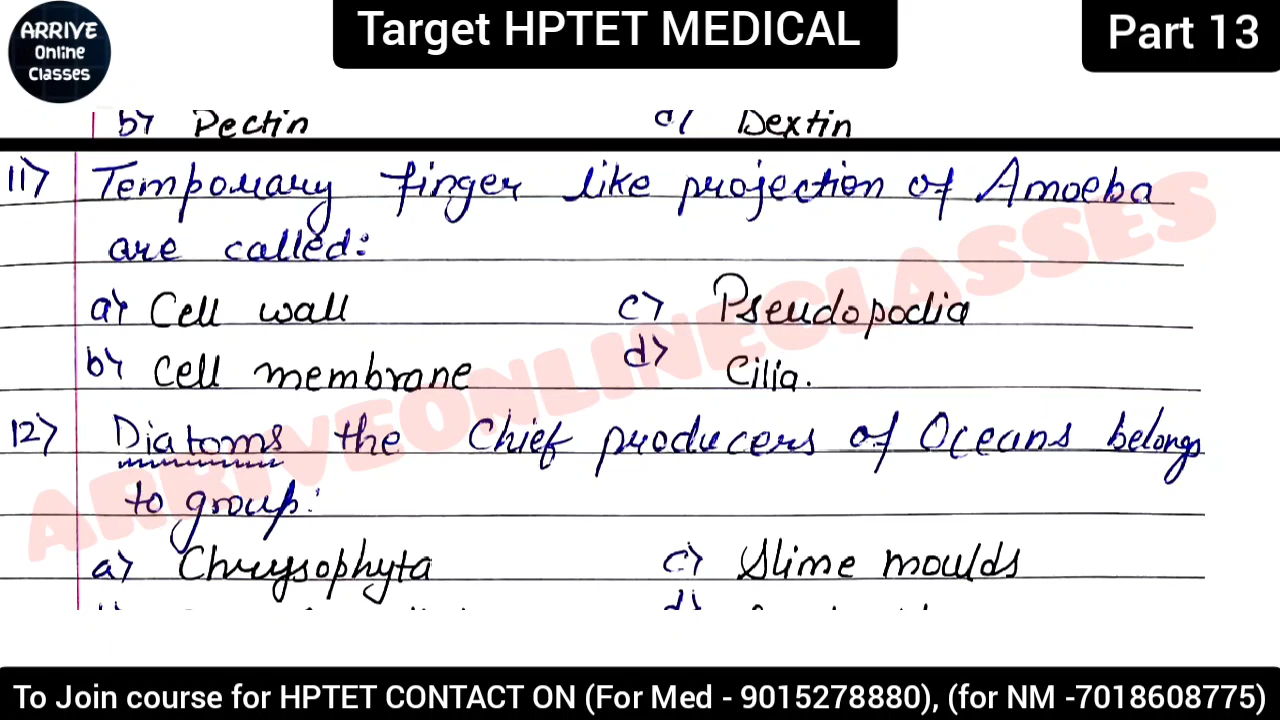 ARRIVE
Online
Classes
Target HPTET MEDICAL
Part 13
b) Pectin
d) Dextin
11) Temporary finger like projection of Amoeba
are called:
a) Cell wall
c) Pseudopodia
b) Cell membrane
d) Cilia.
12) Diatoms the Chief producers of Oceans belongs
to group:
a) Chrysophyta
c) Slime moulds
ARRIVEONLINECLASSES
To Join course for HPTET CONTACT ON (For Med - 9015278880), (for NM -7018608775)